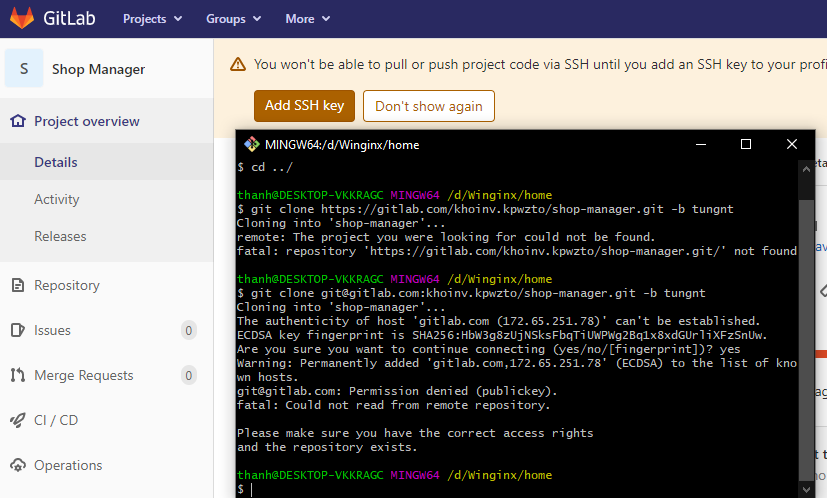 GitLab Projects Groups More
S Shop Manager
Project overview
Details
Activity
Releases
Repository
Issues 0
Merge Requests 0
CI / CD
Operations
You won't be able to pull or push project code via SSH until you add an SSH key to your profi
Add SSH key Don't show again
MINGW64:/d/Winginx/home
$ cd ../
thanh@DESKTOP-VKKRAGC MINGW64 /d/Winginx/home
$ git clone https://gitlab.com/khoinv.kpwzto/shop-manager.git -b tungnt
Cloning into 'shop-manager'...
remote: The project you were looking for could not be found.
fatal: repository 'https://gitlab.com/khoinv.kpwzto/shop-manager.git/' not found
thanh@DESKTOP-VKKRAGC MINGW64 /d/Winginx/home
$ git clone git@gitlab.com:khoinv.kpwzto/shop-manager.git -b tungnt
Cloning into 'shop-manager'...
The authenticity of host 'gitlab.com (172.65.251.78)' can't be established.
ECDSA key fingerprint is SHA256:HbW3g8zUjNSksFbqTiUWPWg2Bq1x8xdGUrliXFzSnUw.
Are you sure you want to continue connecting (yes/no/[fingerprint])? yes
Warning: Permanently added 'gitlab.com,172.65.251.78' (ECDSA) to the list of kno
wn hosts.
git@gitlab.com: Permission denied (publickey).
fatal: Could not read from remote repository.
Please make sure you have the correct access rights
and the repository exists.
thanh@DESKTOP-VKKRAGC MINGW64 /d/Winginx/home
$